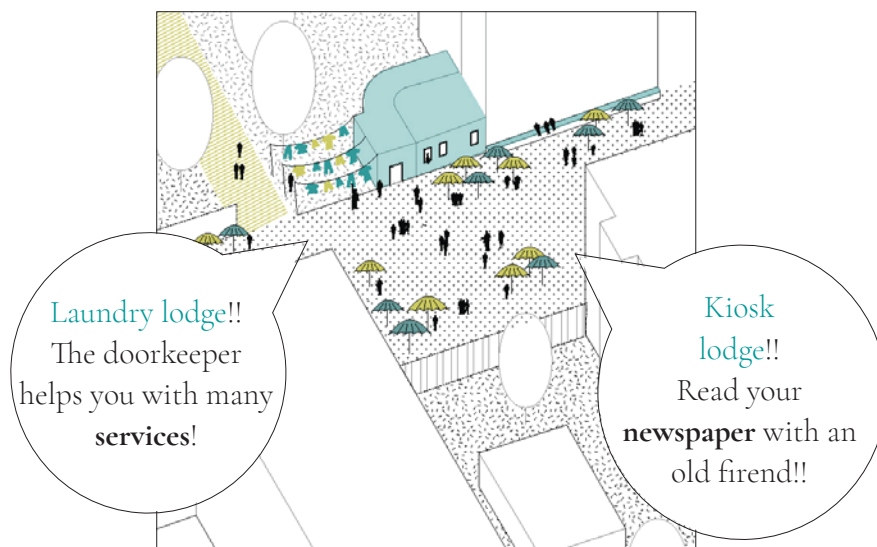 Laundry lodge!!
The doorkeeper
helps you with many
services!
Kiosk
lodge!!
Read your
newspaper with an
old firend!!